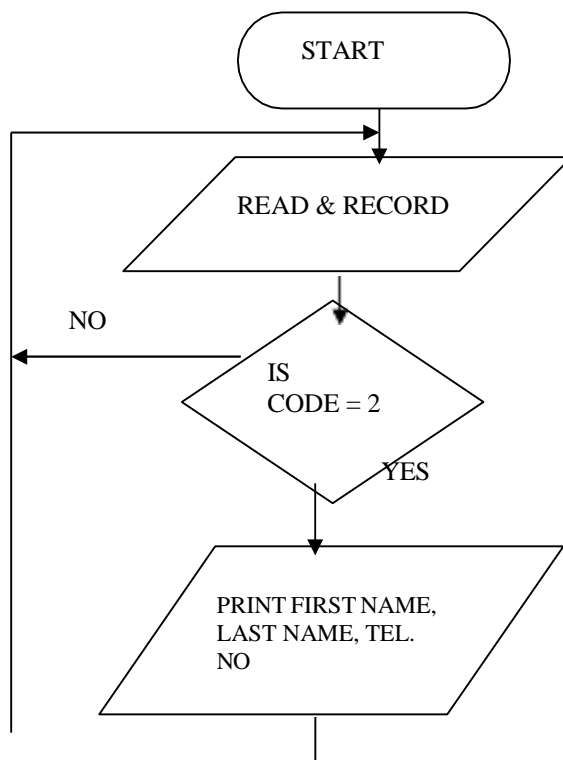 START
READ & RECORD
NO
IS
CODE = 2
YES
PRINT FIRST NAME,
LAST NAME, TEL.
NO